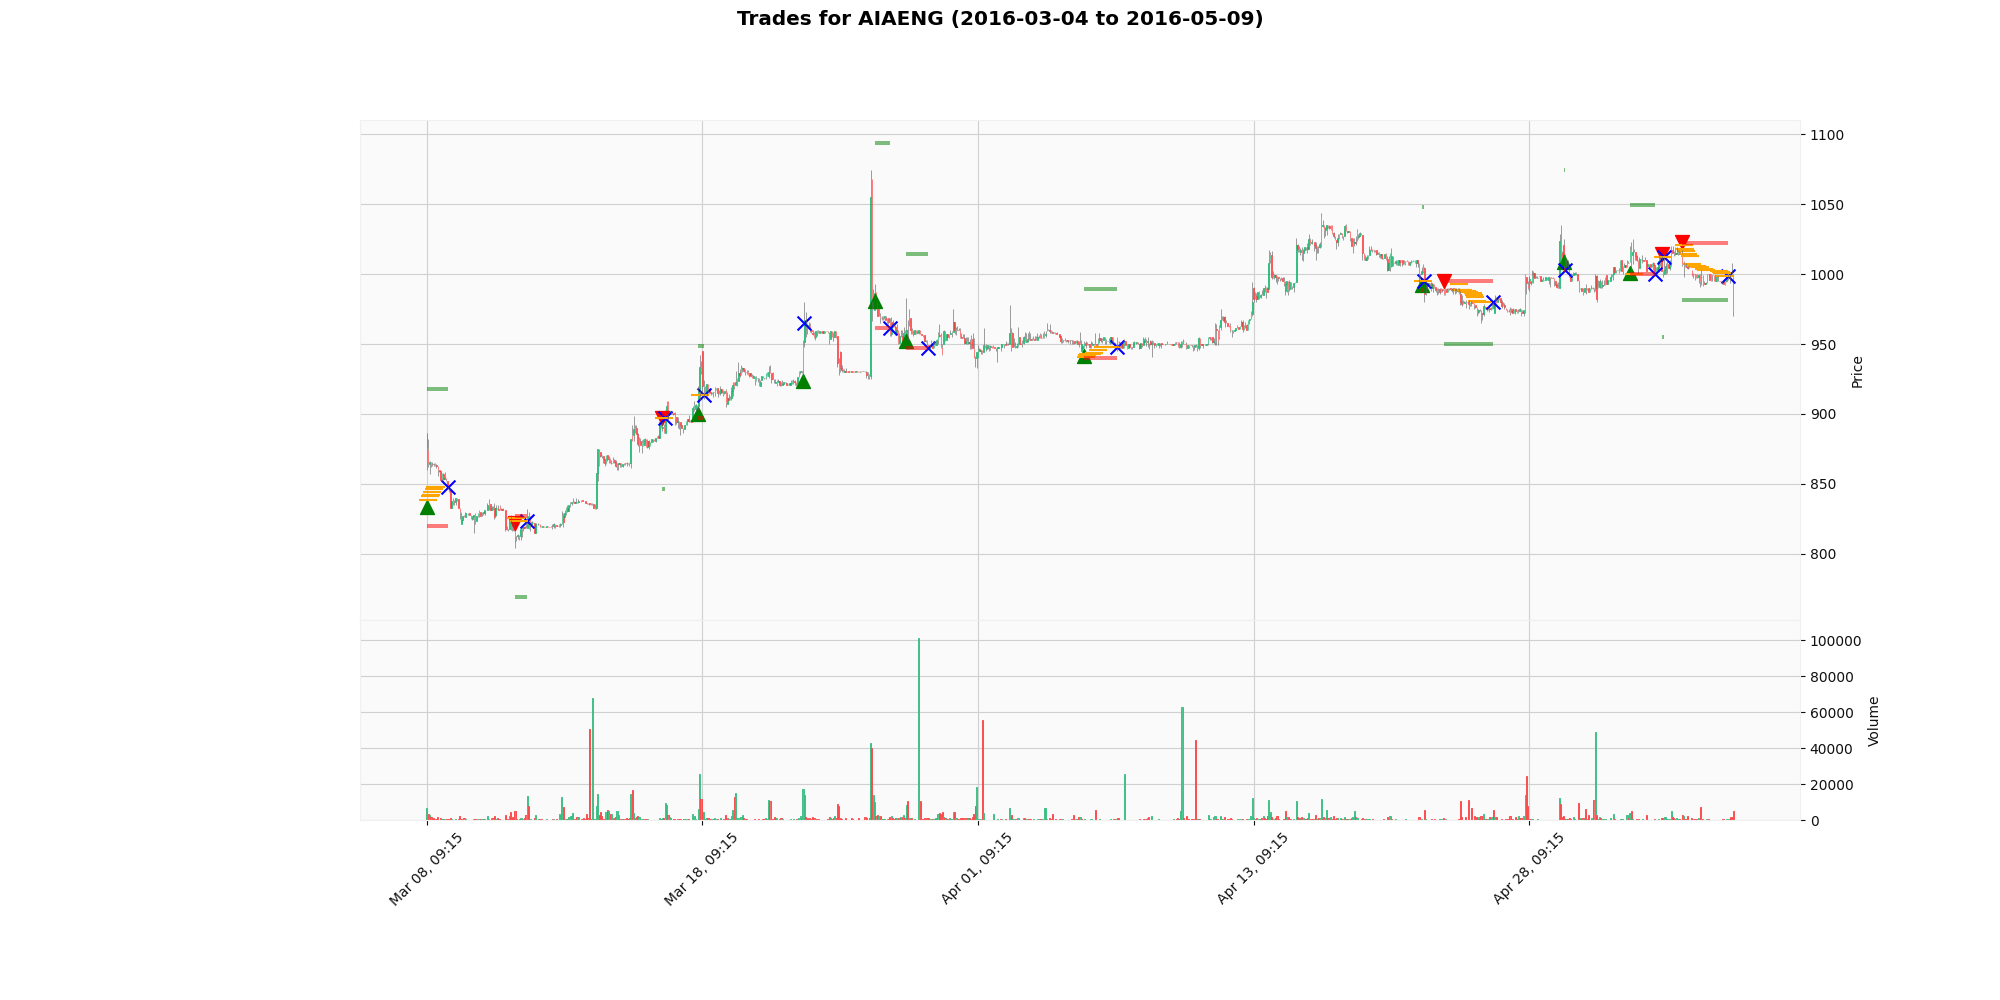 Trades for AIAENG (2016-03-04 to 2016-05-09)
1100
1050
1000
950
900
850
800
Price
100000
80000
60000
40000
20000
0
Volume
Mar 08, 09:15
Mar 18, 09:15
Apr 01, 09:15
Apr 13, 09:15
Apr 28, 09:15